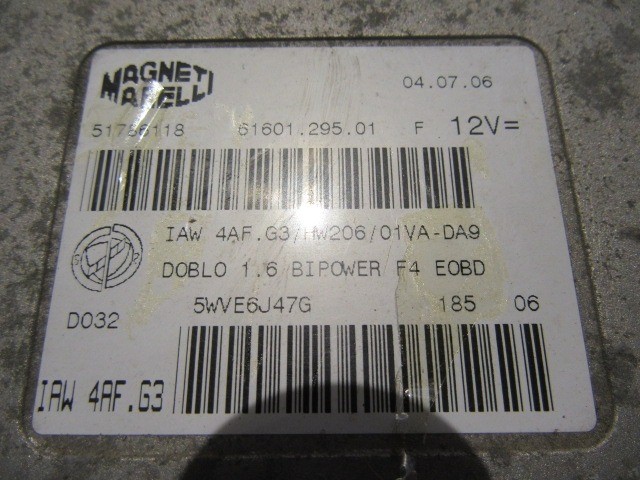 MAGNETI
MARELLI
04.07.06
51786118 61601.295.01 F 12V=
IAW 4AF.G3/HW206/01VA-DA9
DOBLO 1.6 BIPOWER F4 EOBD
D032 5WVE6J47G 185 06
IAW 4AF.G3